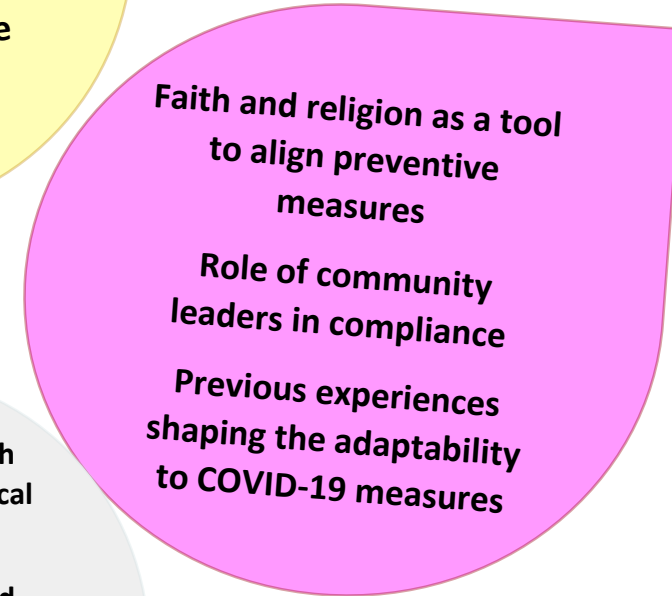 e
Faith and religion as a tool
to align preventive
measures
Role of community
leaders in compliance
Previous experiences
shaping the adaptability
to COVID-19 measures
h
cal
d